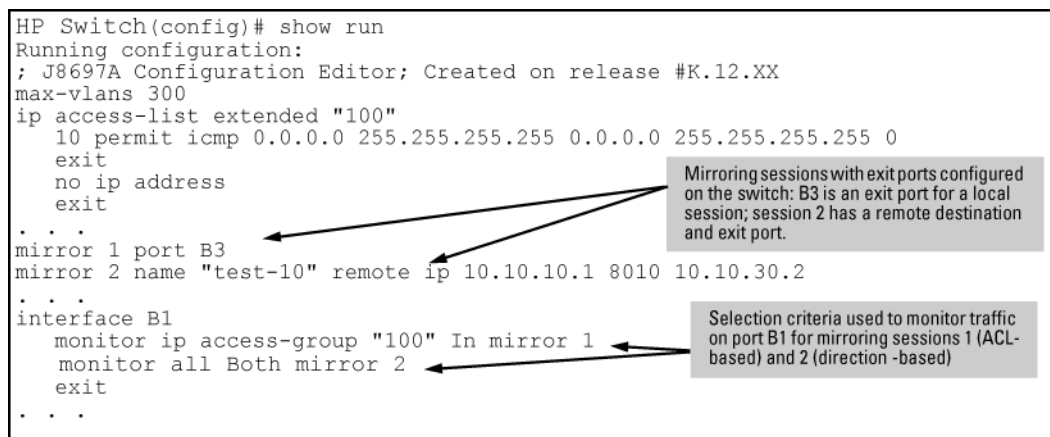 HP Switch(config)# show run
Running configuration:
; J8697A Configuration Editor; Created on release #K.12.XX
max-vlans 300
ip access-list extended "100"
10 permit icmp 0.0.0.0 255.255.255.255 0.0.0.0 255.255.255.255 0
exit
no ip address
exit
. . .
mirror 1 port B3
mirror 2 name "test-10" remote ip 10.10.10.1 8010 10.10.30.2
. . .
interface B1
monitor ip access-group "100" In mirror 1
monitor all Both mirror 2
exit
. . .
Mirroring sessions with exit ports configured
on the switch: B3 is an exit port for a local
session; session 2 has a remote destination
and exit port.
Selection criteria used to monitor traffic
on port B1 for mirroring sessions 1 (ACL-
based) and 2 (direction -based)